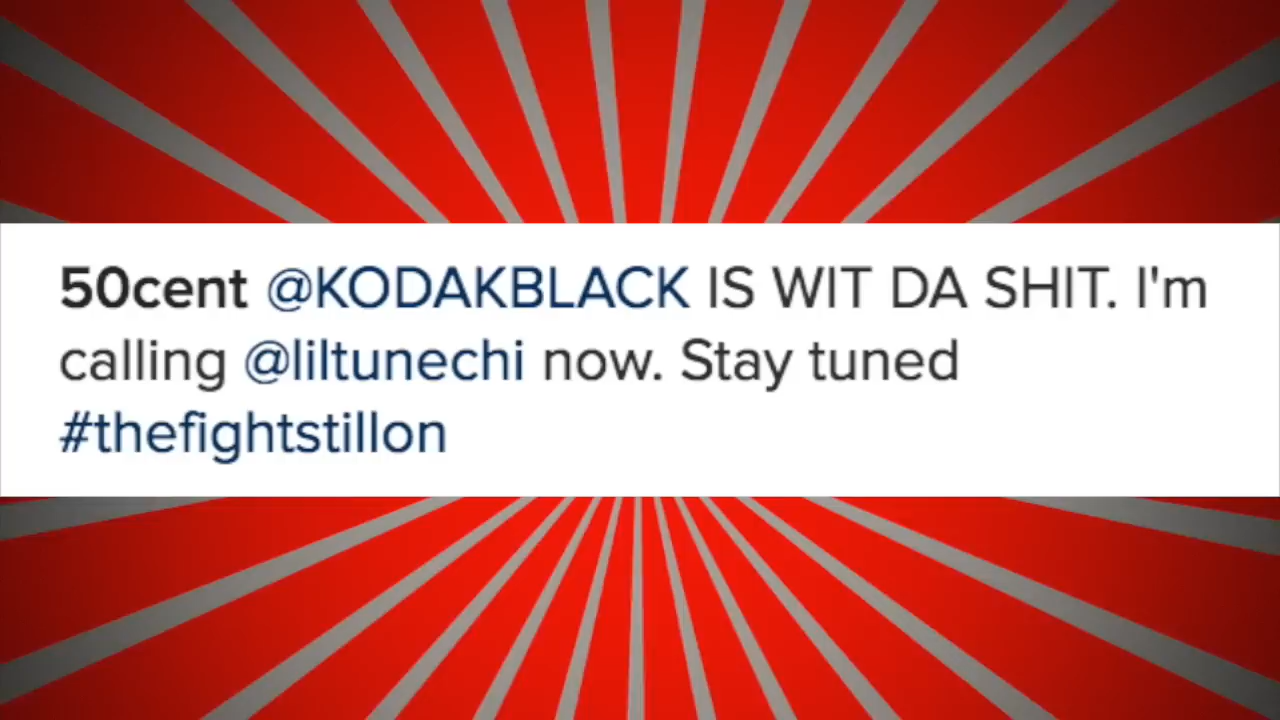 50cent @KODAKBLACK IS WIT DA SHIT. I'm
calling @liltunechi now. Stay tuned
#thefightstillon